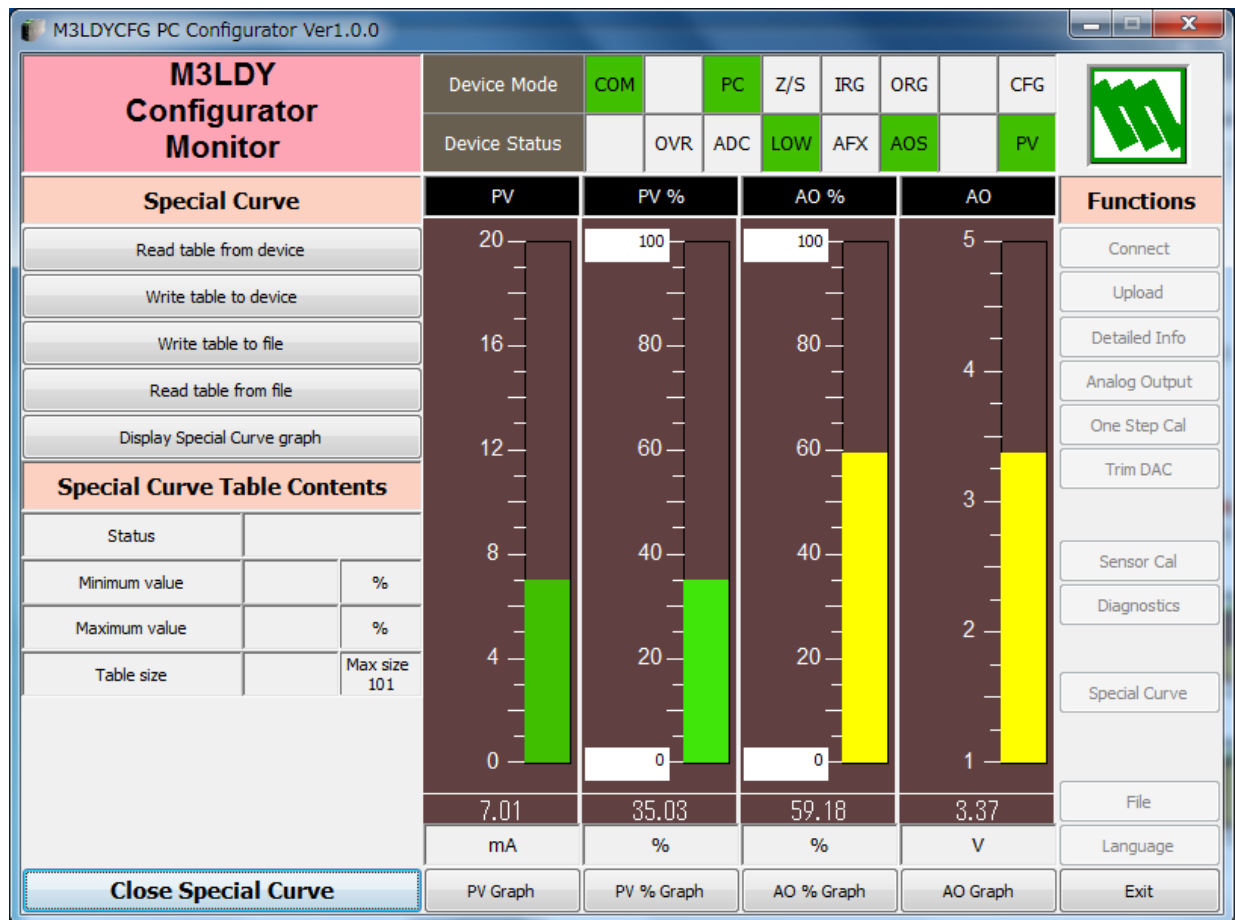 M3LDYCFG PC Configurator Ver1.0.0
M3LDY
Configurator
Monitor
Device Mode
COM
PC
Z/S
IRG
ORG
CFG
Device Status
OVR
ADC
LOW
AFX
AOS
PV
Special Curve
Read table from device
Write table to device
Write table to file
Read table from file
Display Special Curve graph
Special Curve Table Contents
Status
Minimum value
%
Maximum value
%
Table size
Max size
101
Close Special Curve
PV
20
16
12
8
4
0
7.01
mA
PV Graph
PV %
100
80
60
40
20
0
35.03
%
PV % Graph
AO %
100
80
60
40
20
0
59.18
%
AO % Graph
AO
5
4
3
2
1
3.37
V
AO Graph
Functions
Connect
Upload
Detailed Info
Analog Output
One Step Cal
Trim DAC
Sensor Cal
Diagnostics
Special Curve
File
Language
Exit